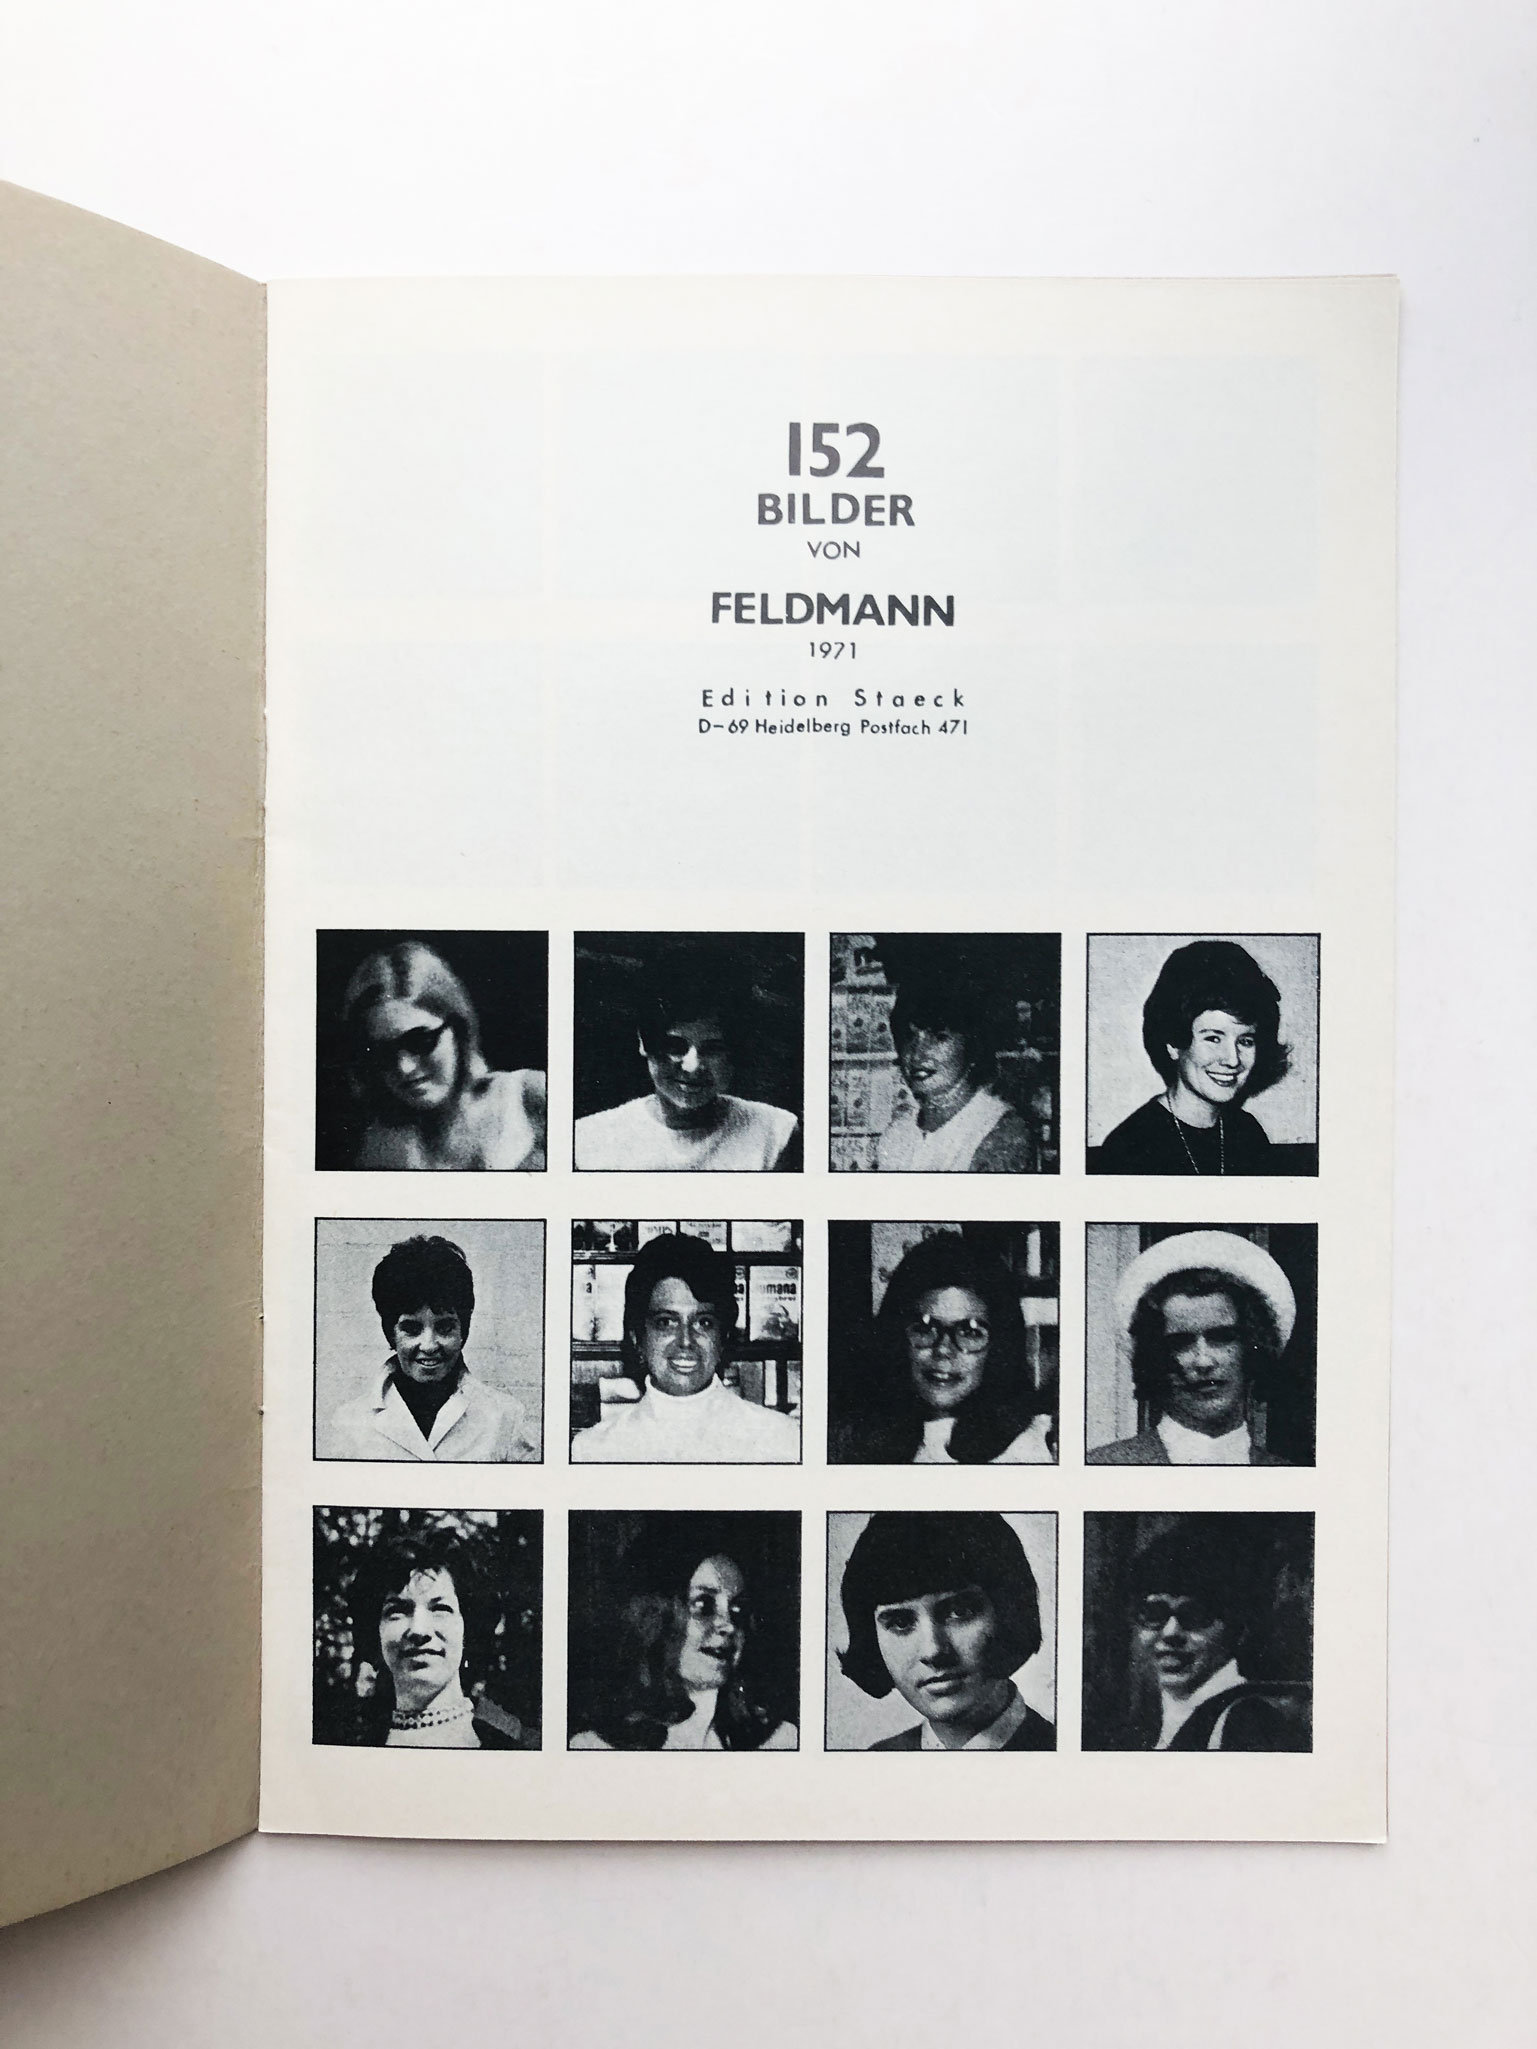 152
BILDER
VON
FELDMANN
1971
Edition Staeck
D-69 Heidelberg Postfach 471